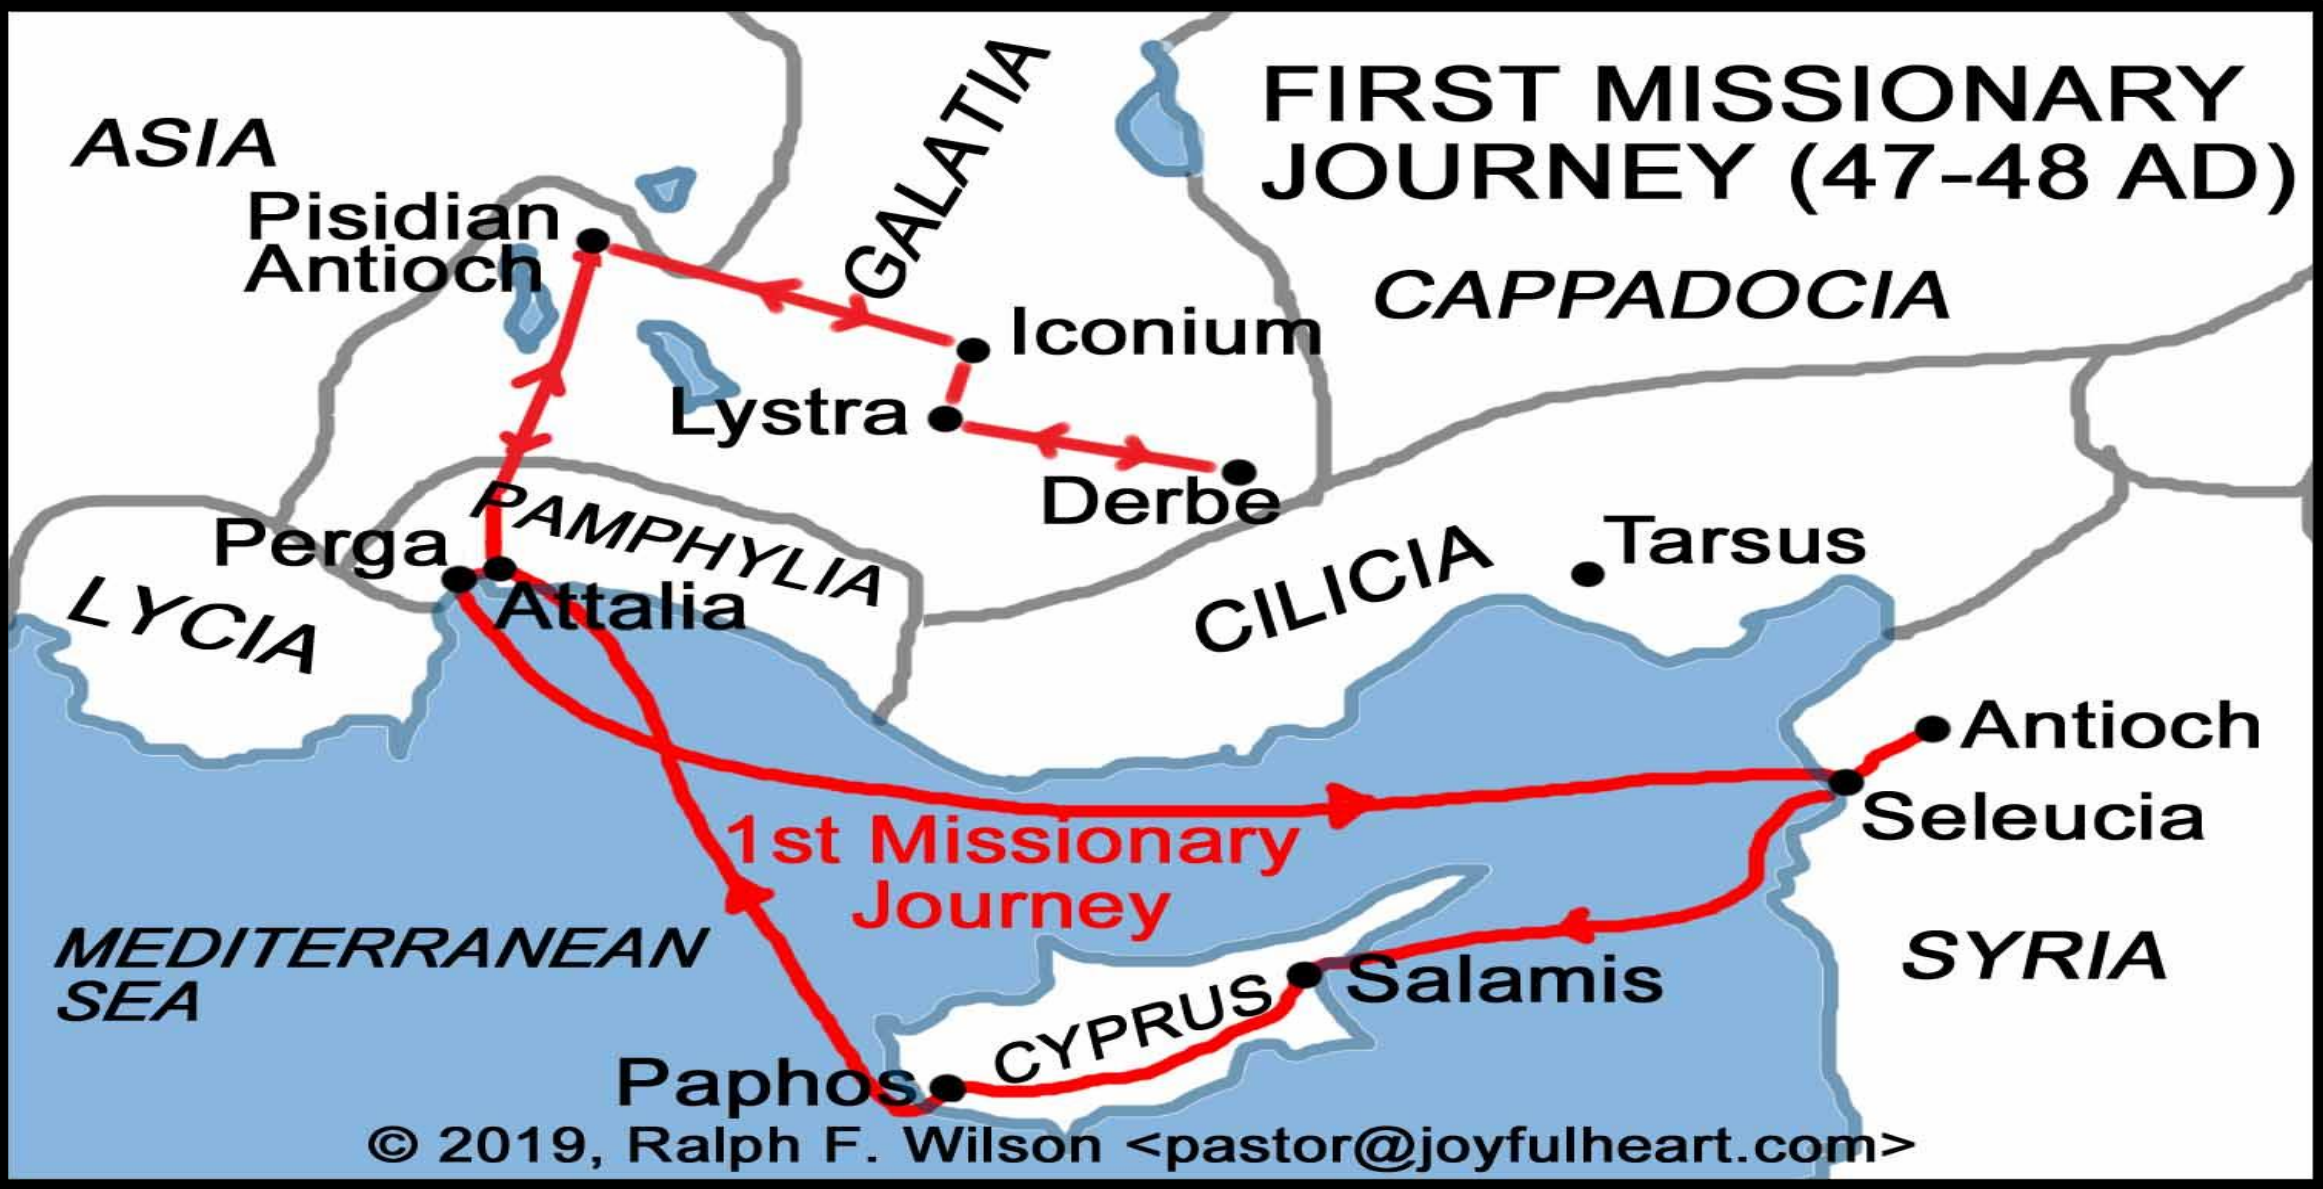 FIRST MISSIONARY
JOURNEY (47-48 AD)
ASIA
GALATIA
Pisidian
Antioch
CAPPADOCIA
Iconium
Lystra
Derbe
PAMPHYLIA
Perga
Attalia
LYCIA
CILICIA
Tarsus
Antioch
Seleucia
1st Missionary
Journey
MEDITERRANEAN
SEA
SYRIA
Salamis
CYPRUS
Paphos
© 2019, Ralph F. Wilson <pastor@joyfulheart.com>